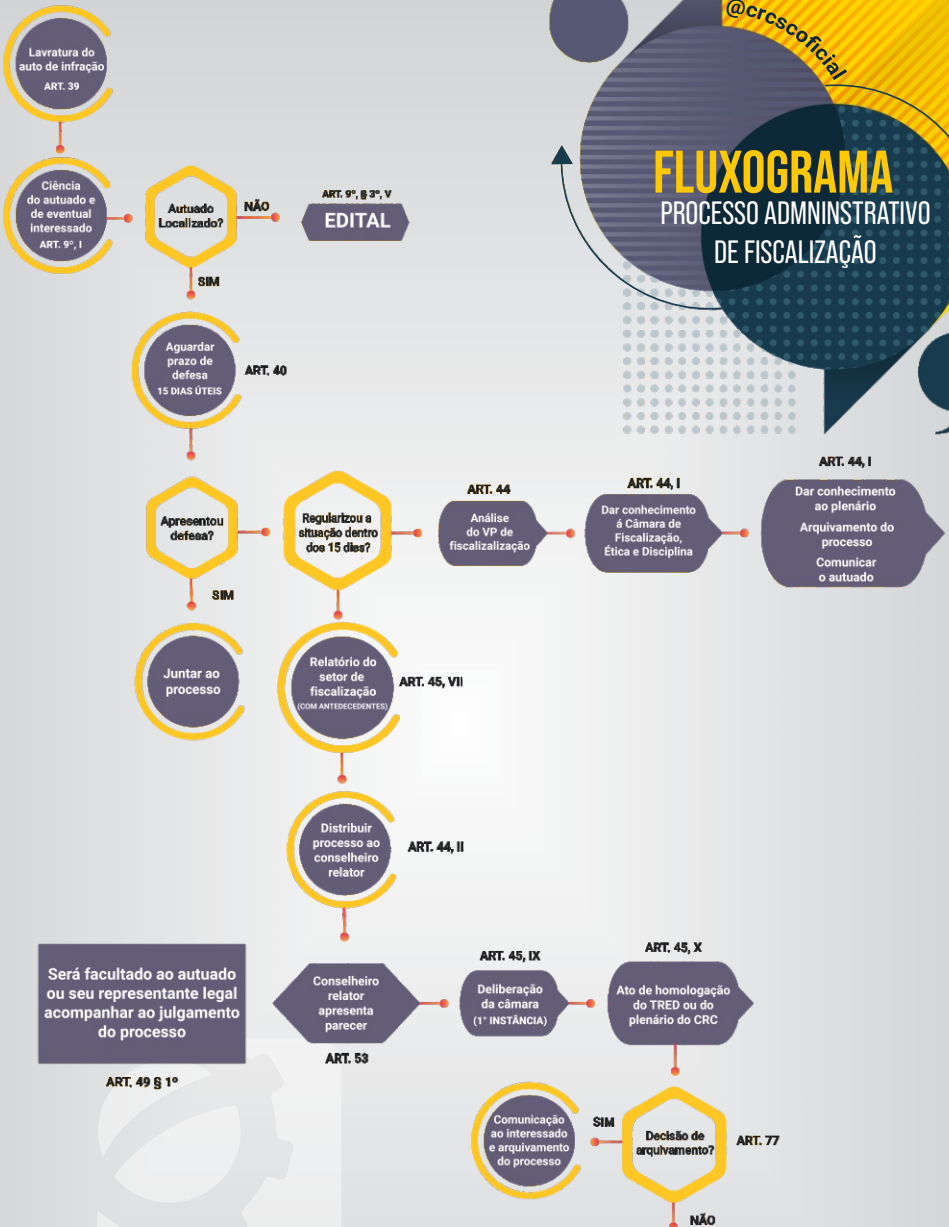 @crcscoficial
FLUXOGRAMA
PROCESSO ADMNINSTRATIVO
DE FISCALIZAÇÃO
Lavratura do
auto de infração
ART. 39
Ciência
do autuado e
de eventual
interessado
ART. 9º, I
Autuado
Localizado?
NÃO
ART. 9º, § 3º, V
EDITAL
SIM
Aguardar
prazo de
defesa
15 DIAS ÚTEIS
ART. 40
Apresentou
defesa?
SIM
Juntar ao
processo
Regularizou a
situação dentro
dos 15 dias?
ART. 44
Análise
do VP de
fiscalizalização
ART. 44, I
Dar conhecimento
á Câmara de
Fiscalização,
Ética e Disciplina
ART. 44, I
Dar conhecimento
ao plenário
Arquivamento do
processo
Comunicar
o autuado
Relatório do
setor de
fiscalização
(COM ANTEDECEDENTES)
ART. 45, VII
Distribuir
processo ao
conselheiro
relator
ART. 44, II
Será facultado ao autuado
ou seu representante legal
acompanhar ao julgamento
do processo
ART. 49 § 1º
Conselheiro
relator
apresenta
parecer
ART. 53
ART. 45, IX
Deliberação
da câmara
(1° INSTÂNCIA)
ART. 45, X
Ato de homologação
do TRED ou do
plenário do CRC
Comunicação
ao interessado
e arquivamento
do processo
SIM
Decisão de
arquivamento?
ART. 77
NÃO